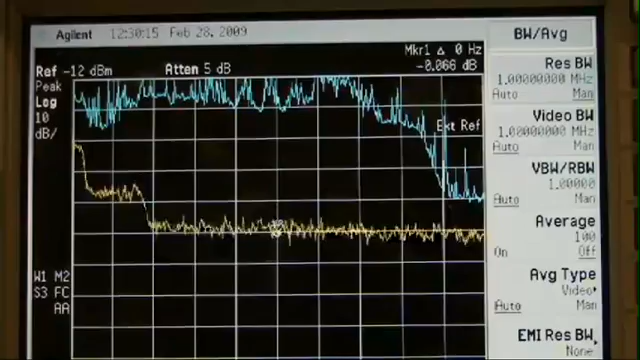 Agilent 12:30:15 Feb 28, 2009
BW/Avg
Mkr1 Δ 0 Hz
Ref -12 dBm
Atten 5 dB
-0.066 dB
Peak
Log
10
dB/
Ext Ref
W1 M2
S3 FC
AA
Res BW
1.00000000 MHz
Auto Man
Video BW
1.00000000 MHz
Auto Man
VBW/RBW
1.00000
Auto Man
Average
100
On Off
Avg Type
Video
Auto Man
EMI Res BW
None